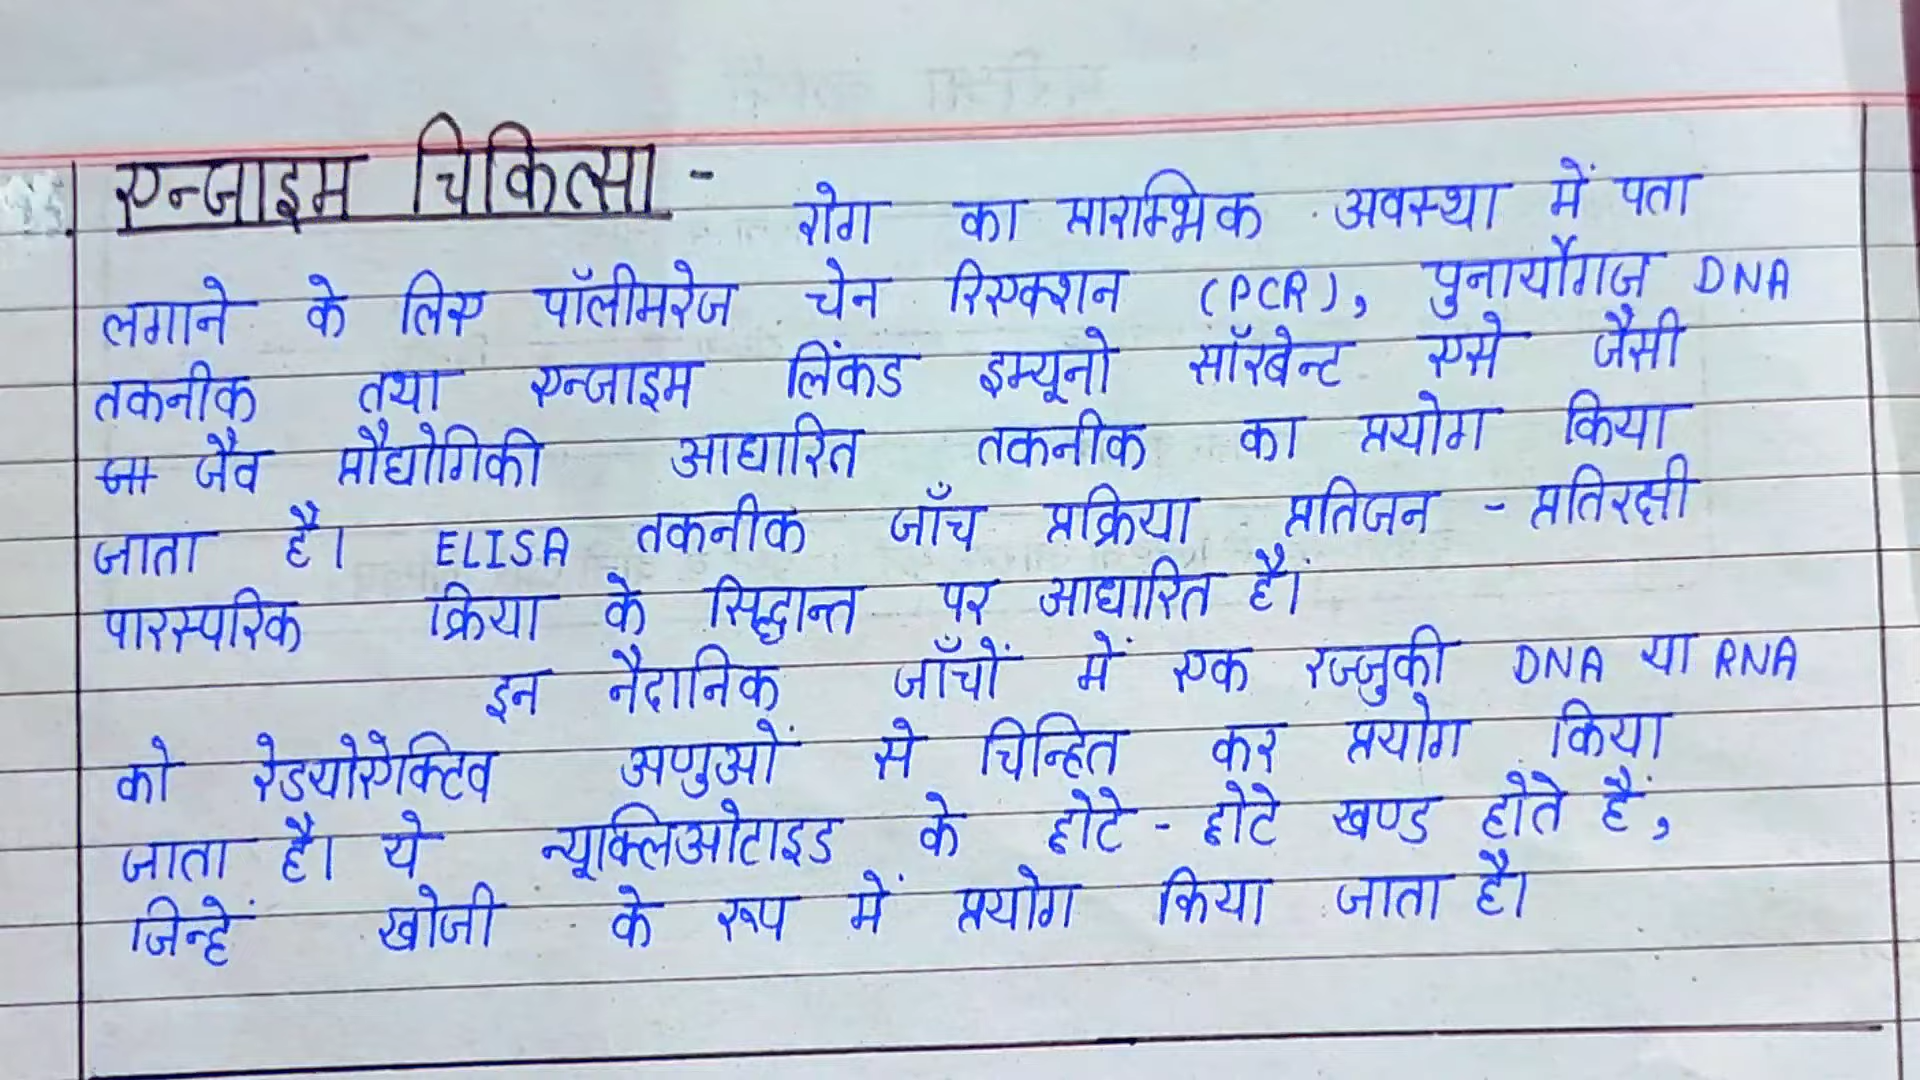 एन्जाइम चिकित्सा -
रोग का प्रारम्भिक अवस्था में पता
लगाने के लिए पॉलीमरेज चेन रिएक्शन (PCR), पुनार्योगज DNA
तकनीक तथा एन्जाइम लिंकड इम्यूनो सॉरबेन्ट एसे जैसी
जैव प्रौद्योगिकी आधारित तकनीक का प्रयोग किया
जाता है। ELISA तकनीक जाँच प्रक्रिया प्रतिजन - प्रतिरक्षी
पारस्परिक क्रिया के सिद्धान्त पर आधारित है।
इन नैदानिक जाँचों में एक रज्जुकी DNA या RNA
को रेडयोऐक्टिव अणुओं से चिन्हित कर प्रयोग किया
जाता है। ये न्यूक्लिओटाइड के छोटे - छोटे खण्ड होते हैं,
जिन्हें खोजी के रूप में प्रयोग किया जाता है।